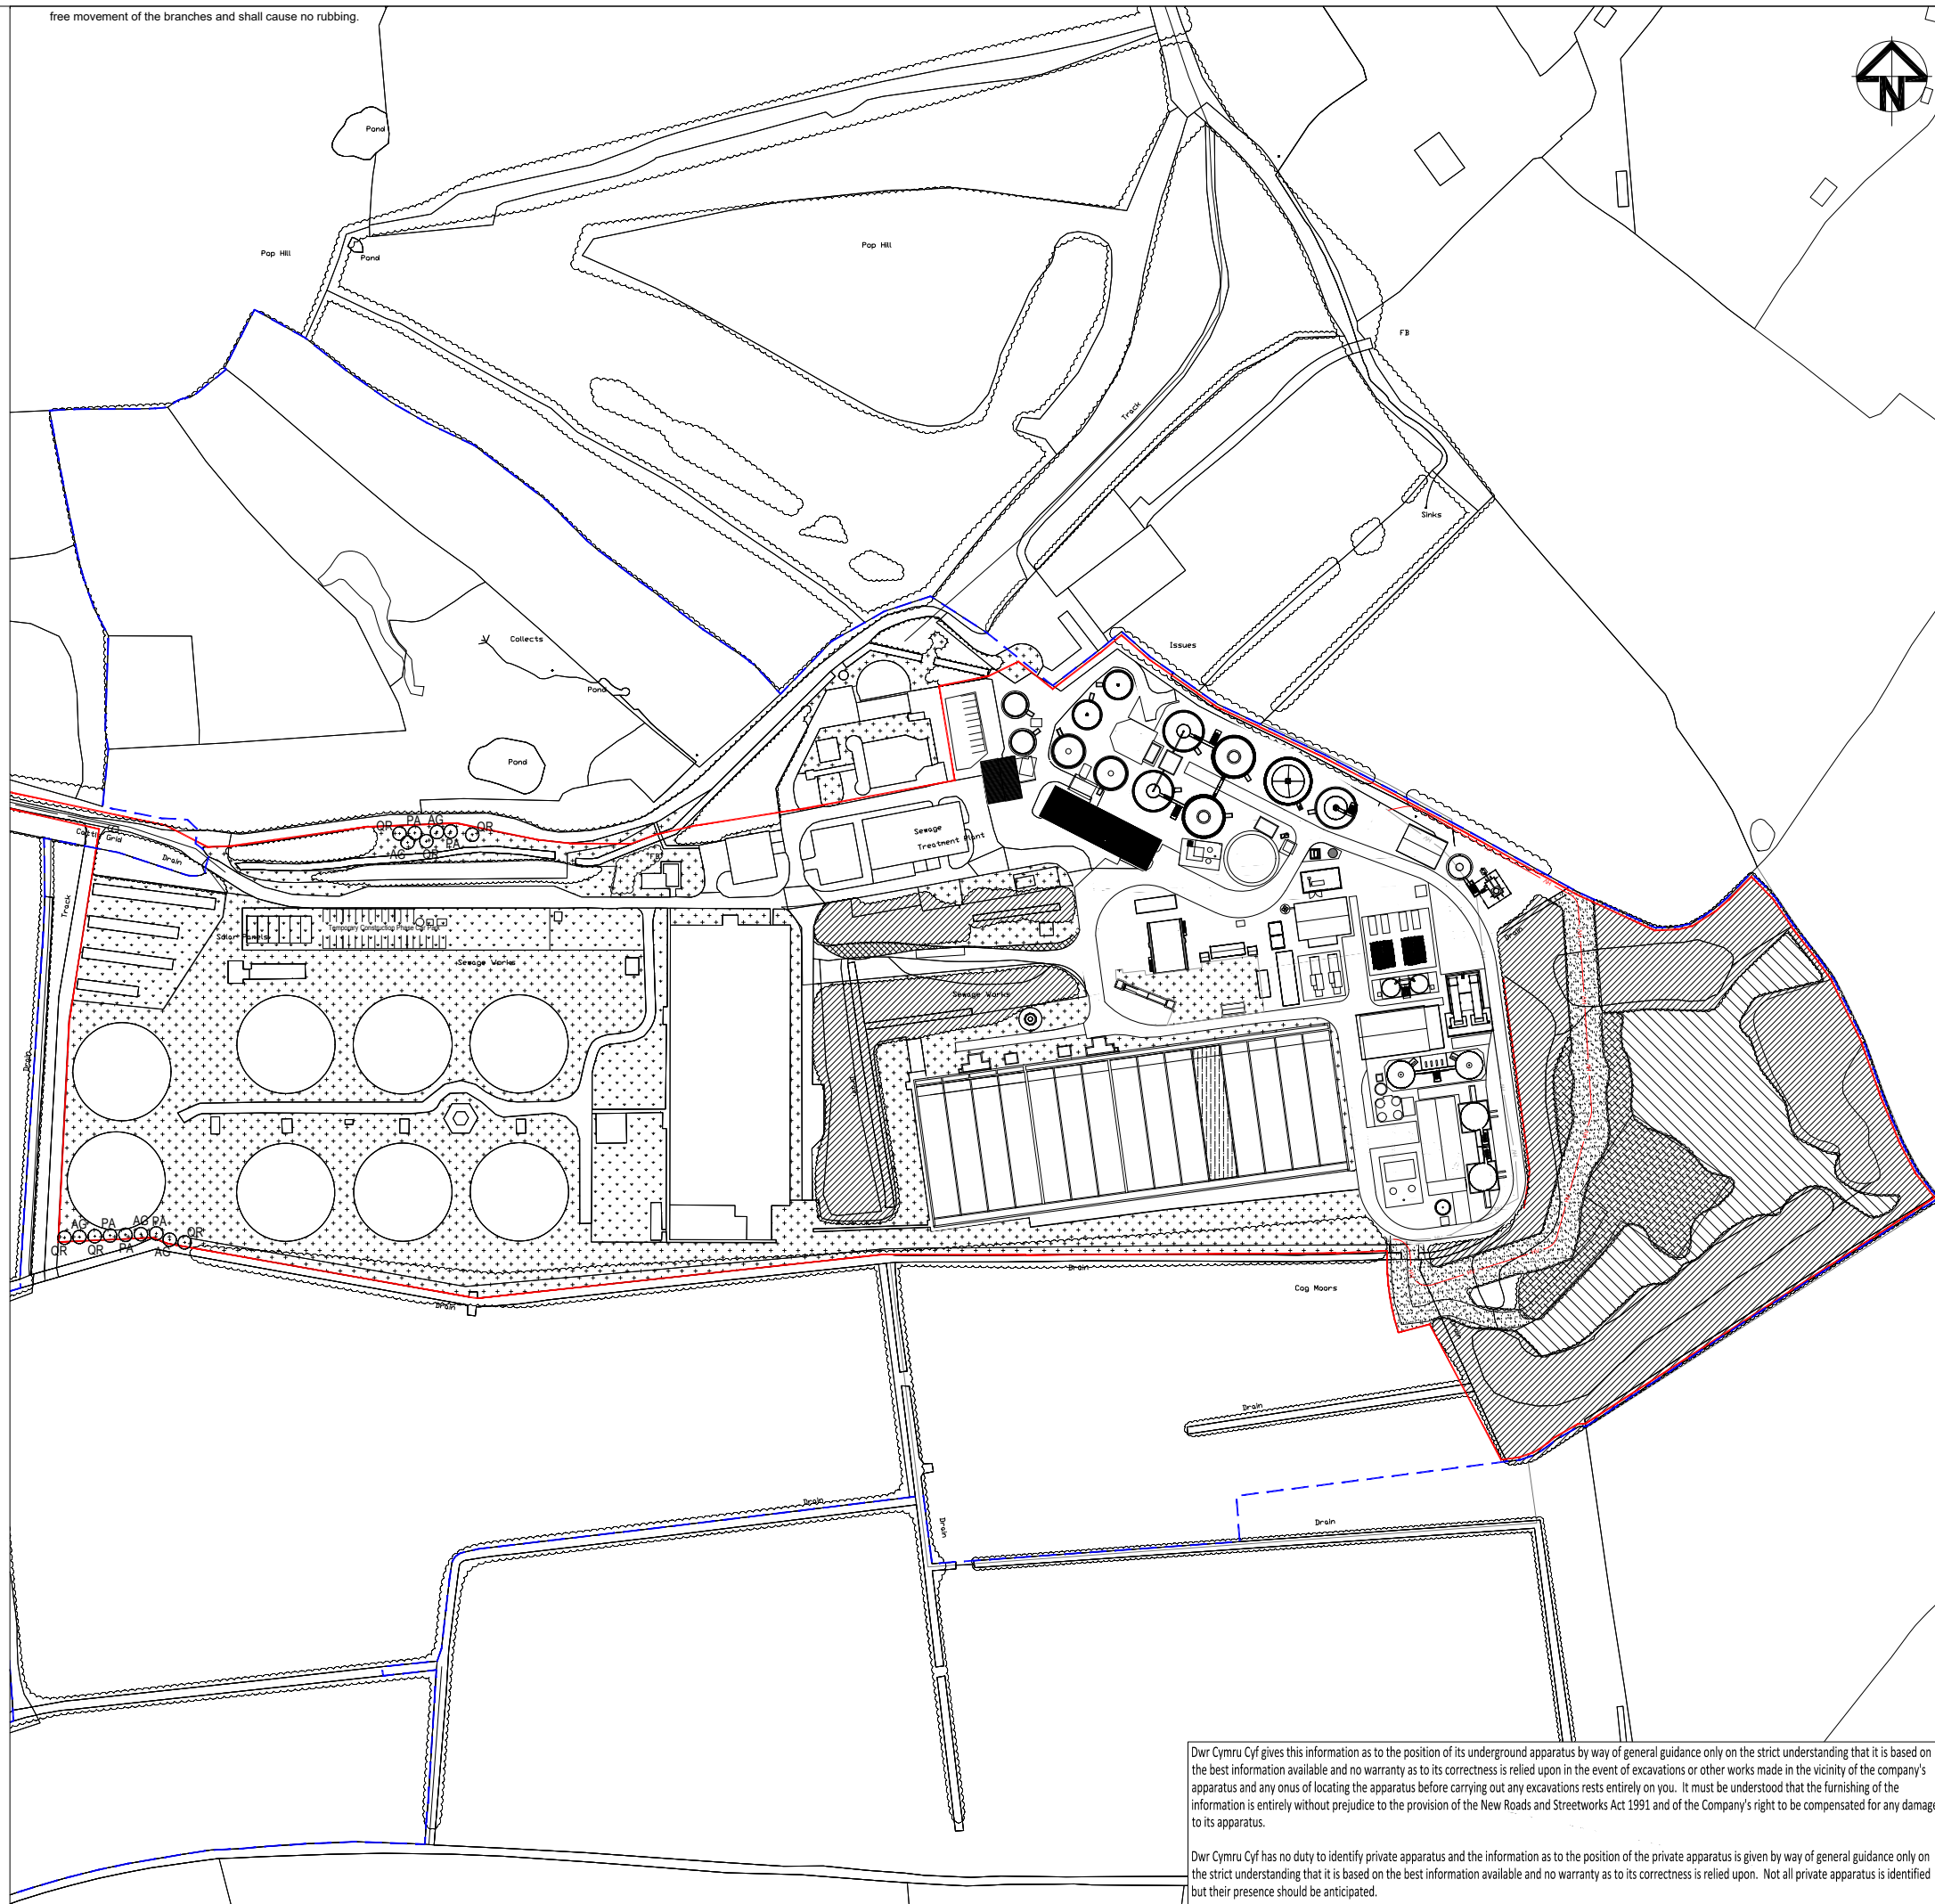 free movement of the branches and shall cause no rubbing.
N
Pond
Pop Hill
Pond
Pop Hill
FB
Track
Sinks
Collects
Issues
Pond
Pond
QR PA AG QR
AG QR PA
Cattle Grid
Drain
FB
Sewage
Treatment Plant
Track
Solar Panels
Temporary Construction Phase Car Park
Sewage Works
Drain
Sewage Works
Drain
AG PA AG PA QR
QR QR PA AG
Drain
Drain
Cag Moors
Drain
Drain
Drain
Drain
Dwr Cymru Cyf gives this information as to the position of its underground apparatus by way of general guidance only on the strict understanding that it is based on
the best information available and no warranty as to its correctness is relied upon in the event of excavations or other works made in the vicinity of the company's
apparatus and any onus of locating the apparatus before carrying out any excavations rests entirely on you. It must be understood that the furnishing of the
information is entirely without prejudice to the provision of the New Roads and Streetworks Act 1991 and of the Company's right to be compensated for any damage
to its apparatus.
Dwr Cymru Cyf has no duty to identify private apparatus and the information as to the position of the private apparatus is given by way of general guidance only on
the strict understanding that it is based on the best information available and no warranty as to its correctness is relied upon. Not all private apparatus is identified
but their presence should be anticipated.